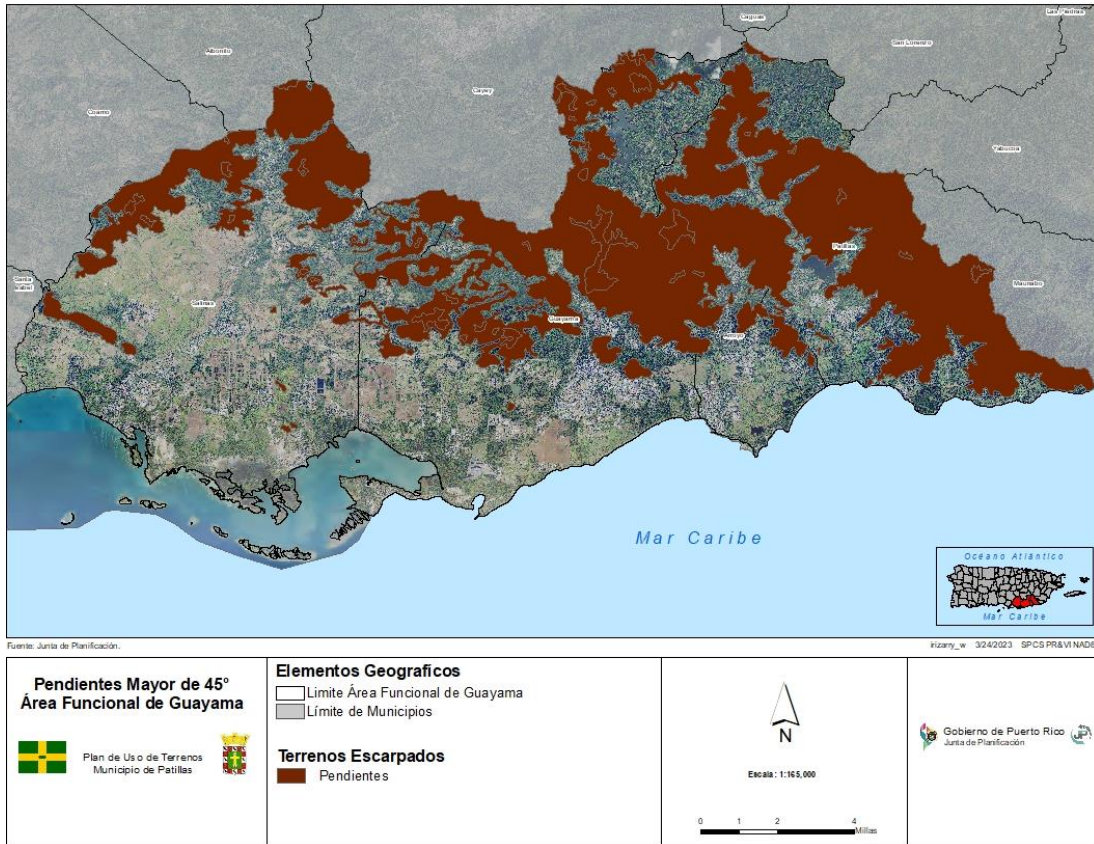 Las Piedras
Caguas
San Lorenzo
Aibonito
Cayey
Coamo
Yabucoa
Patillas
Santa
Isabel
Maunabo
Salinas
Guayama
Arroyo
Mar Caribe
Océano Atlántico
Mar Caribe
Fuente: Junta de Planificación.
irizarry_w 3/24/2023 SPCS PR&VI NAD8
Pendientes Mayor de 45°
Área Funcional de Guayama
Plan de Uso de Terrenos
Municipio de Patillas
Elementos Geograficos
Limite Área Funcional de Guayama
Límite de Municipios
Terrenos Escarpados
Pendientes
N
Escala: 1:165,000
0 1 2 4
Millas
Gobierno de Puerto Rico
Junta de Planificación
JP